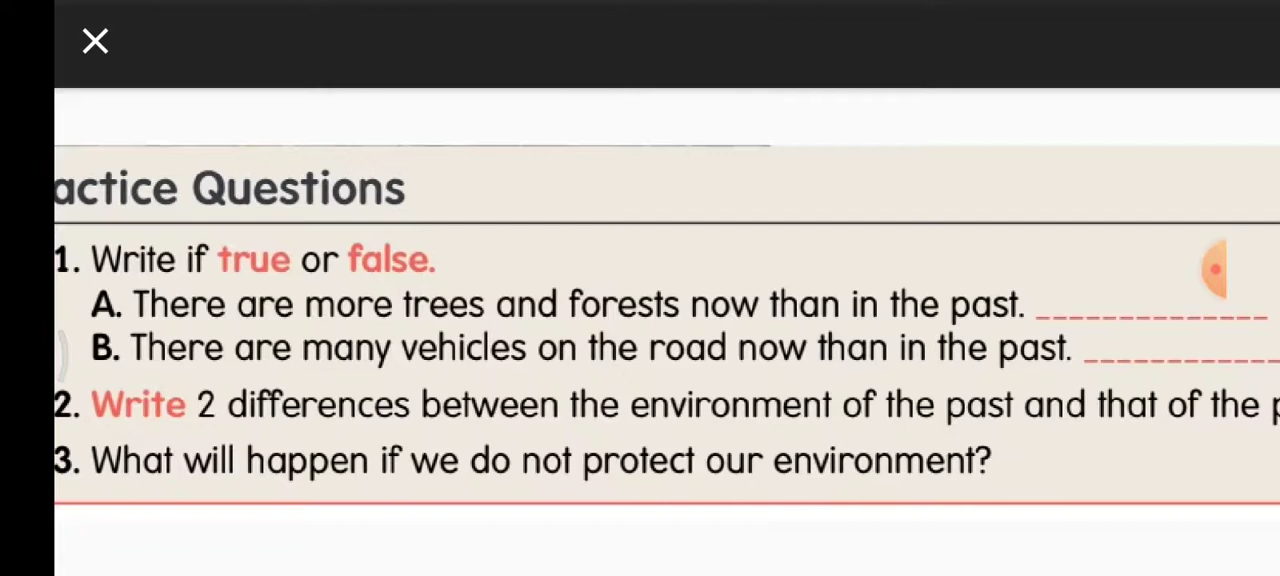 actice Questions
1. Write if true or false.
A. There are more trees and forests now than in the past. ______________
B. There are many vehicles on the road now than in the past. ____________
2. Write 2 differences between the environment of the past and that of the
3. What will happen if we do not protect our environment?